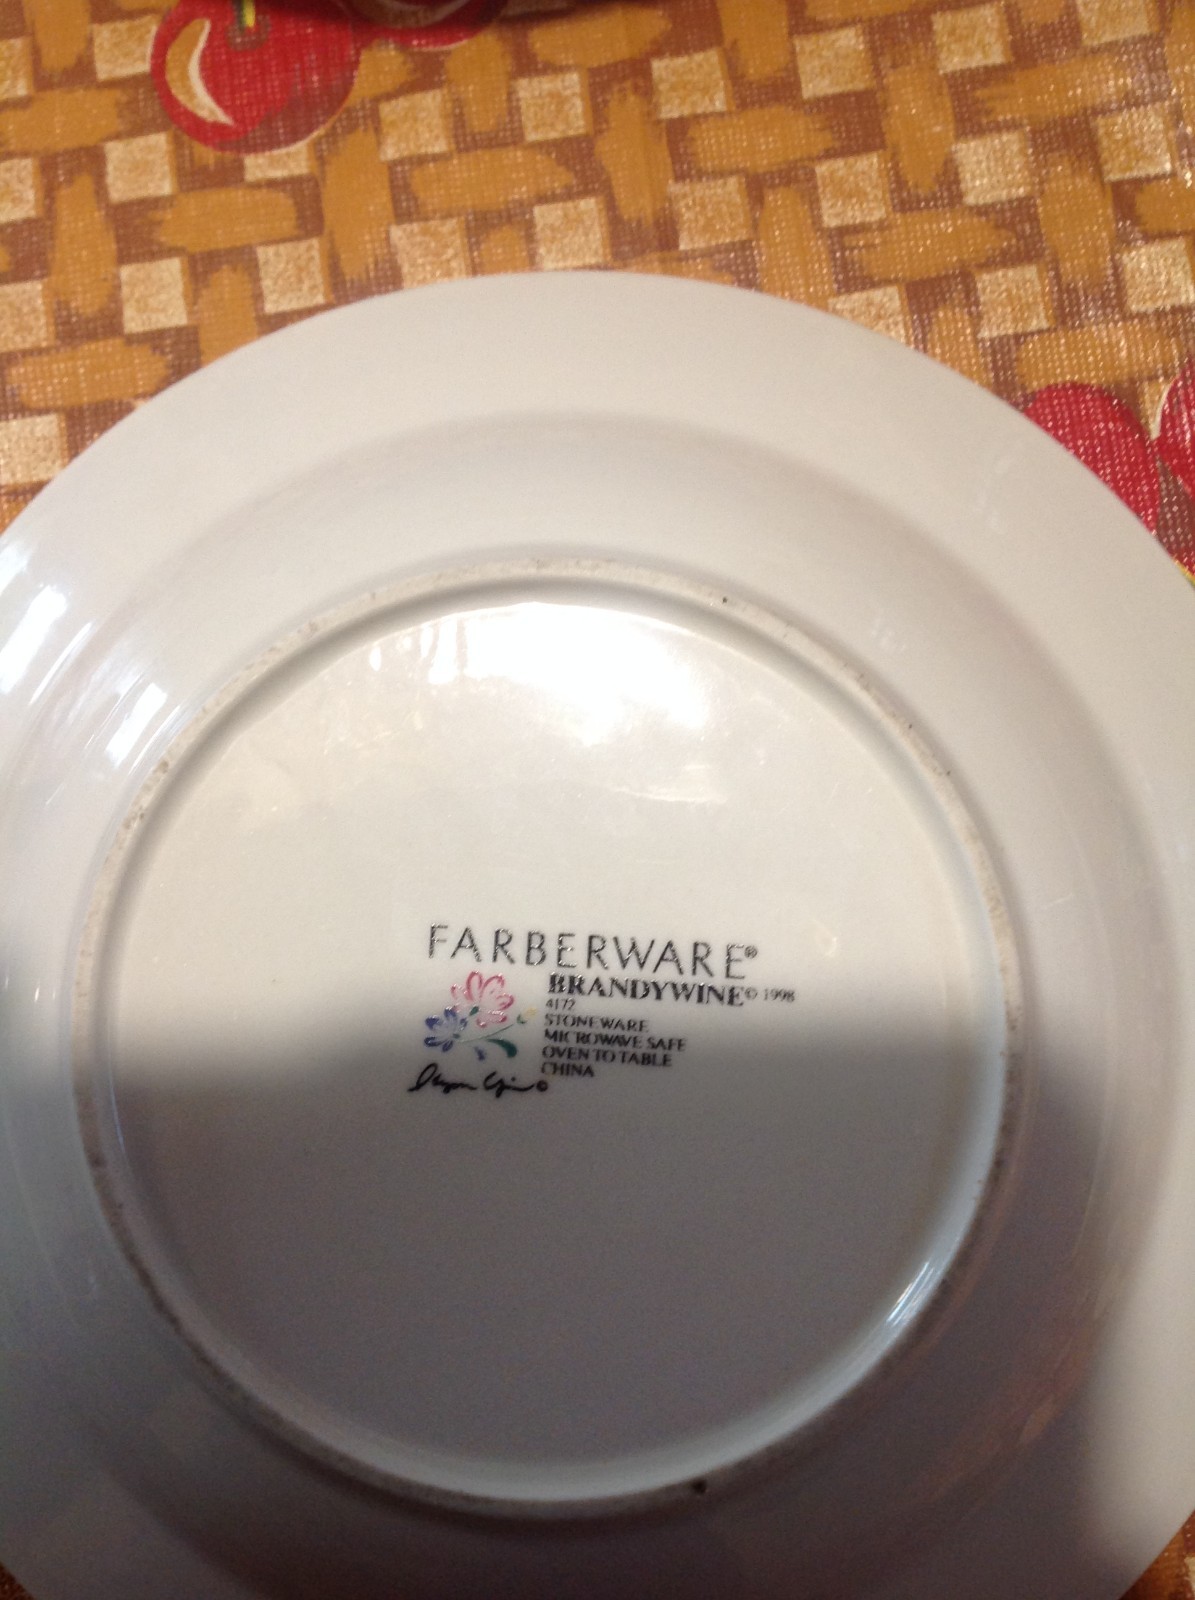 FARBERWARE®
BRANDYWINE© 1998
4172
STONEWARE
MICROWAVE SAFE
OVEN TO TABLE
CHINA
©